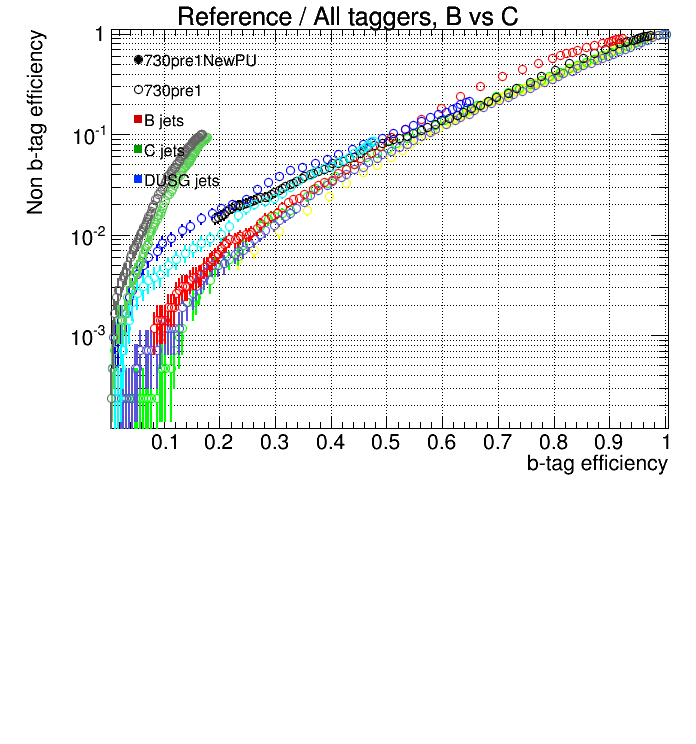 Reference / All taggers, B vs C
Non b-tag efficiency
1
10-1
10-2
10-3
730pre1NewPU
730pre1
B jets
C jets
DUSG jets
0.1 0.2 0.3 0.4 0.5 0.6 0.7 0.8 0.9 1
b-tag efficiency